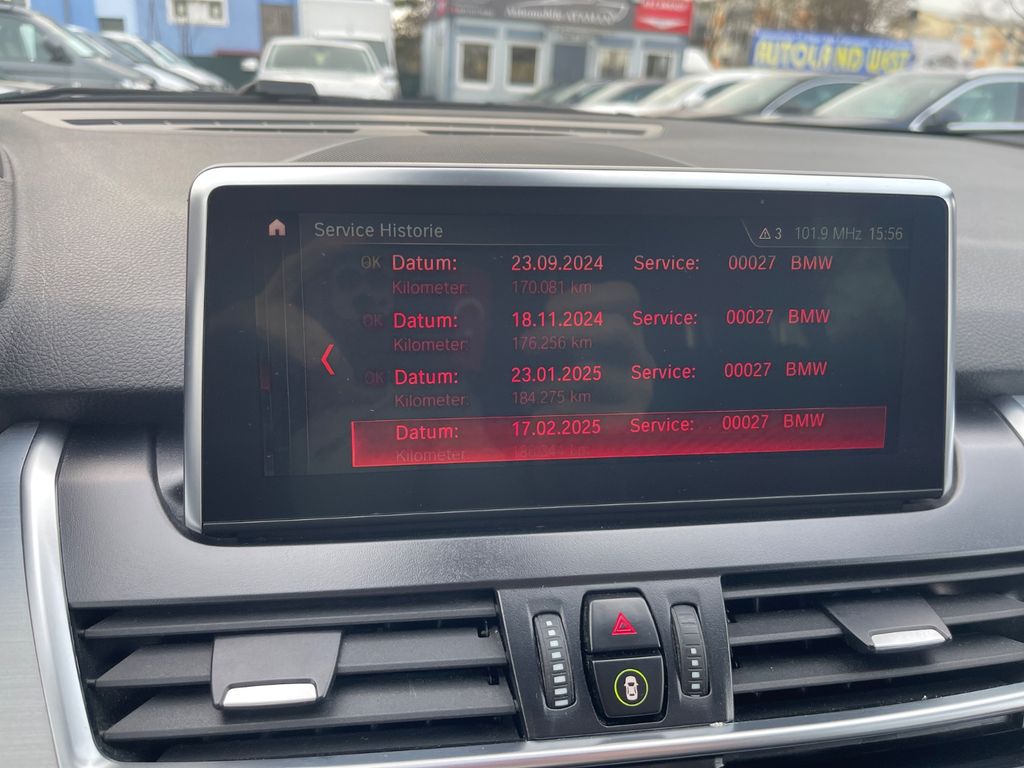 AUTOLAND WEST
Service Historie
3 101.9 MHz 15:56
OK Datum: 23.09.2024 Service: 00027 BMW
Kilometer: 170.081 km
OK Datum: 18.11.2024 Service: 00027 BMW
Kilometer: 176.256 km
OK Datum: 23.01.2025 Service: 00027 BMW
Kilometer: 184.275 km
Datum: 17.02.2025 Service: 00027 BMW
Kilometer